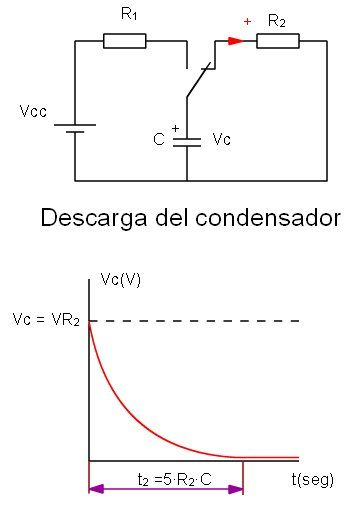 R₁
+
R₂
Vcc
+
C
Vc
Descarga del condensador
Vc(V)
Vc = VR₂
t₂ =5·R₂·C
t(seg)